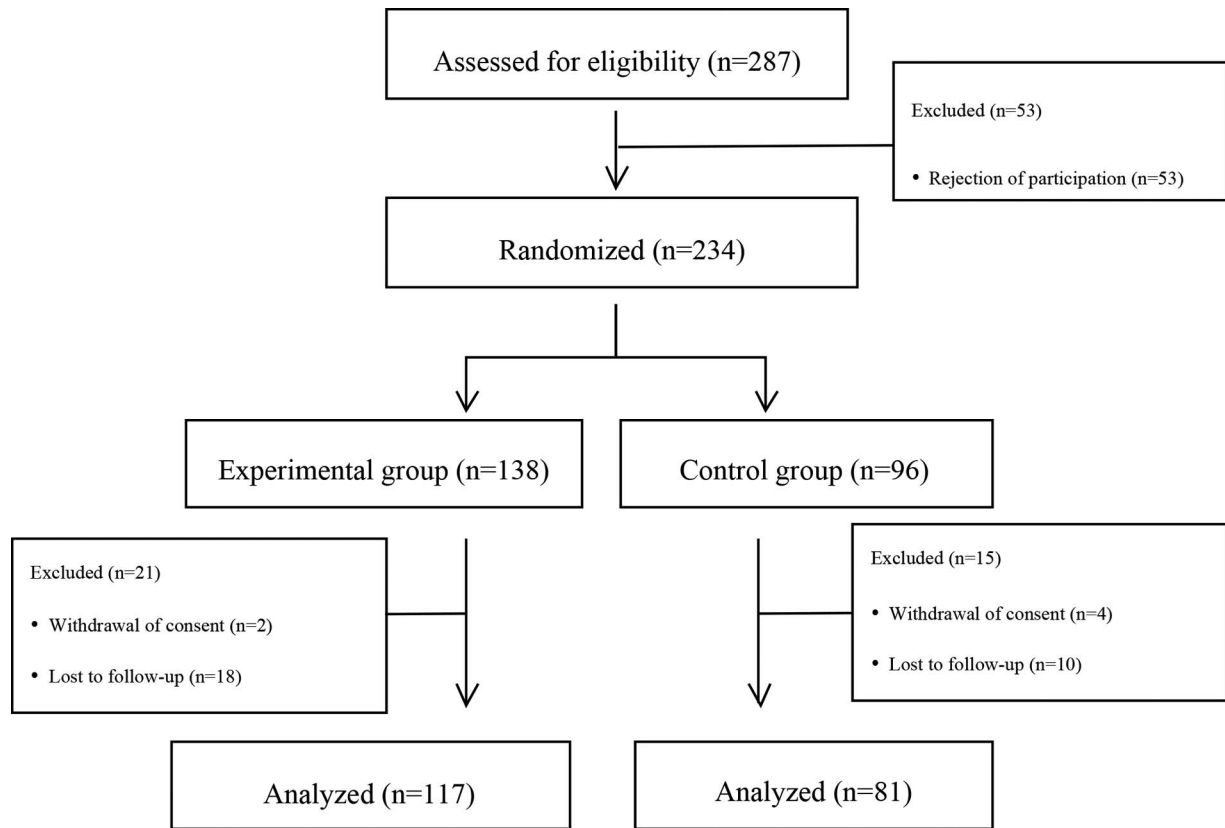 Assessed for eligibility (n=287)
Excluded (n=53)
• Rejection of participation (n=53)
Randomized (n=234)
Experimental group (n=138)
Control group (n=96)
Excluded (n=21)
• Withdrawal of consent (n=2)
• Lost to follow-up (n=18)
Excluded (n=15)
• Withdrawal of consent (n=4)
• Lost to follow-up (n=10)
Analyzed (n=117)
Analyzed (n=81)